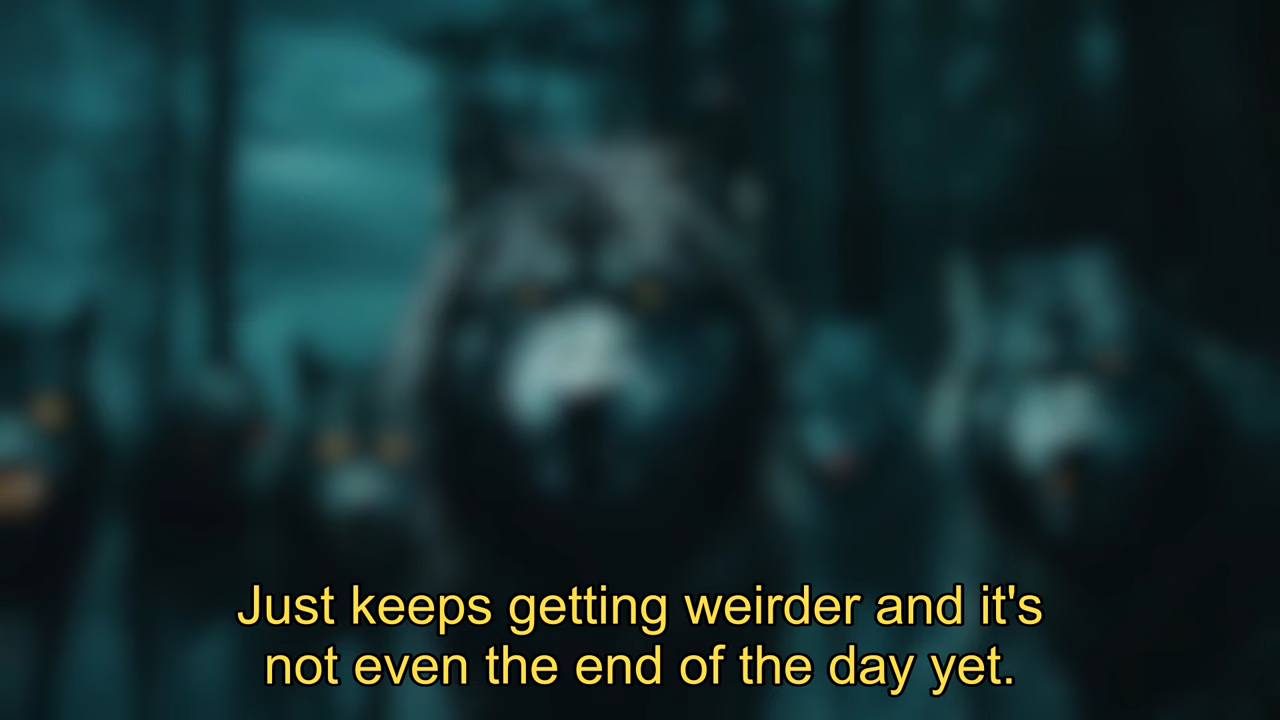 Just keeps getting weirder and it's
not even the end of the day yet.